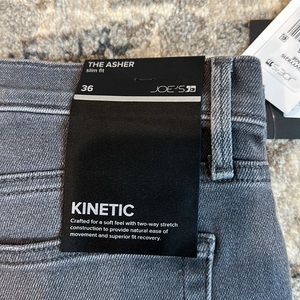 THE ASHER
slim fit
36 JOE'S
KINETIC
Crafted for a soft feel with two-way stretch
construction to provide natural ease of
movement and superior fit recovery.